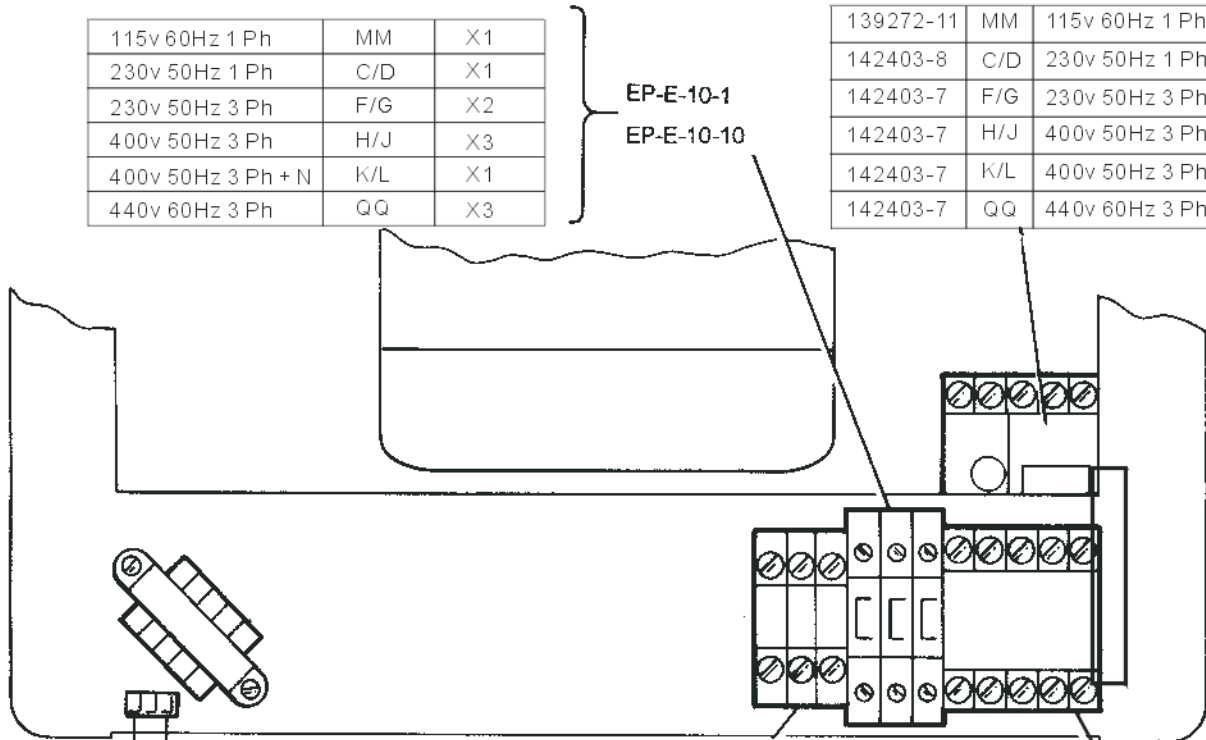 115v 60Hz 1 Ph MM X1
230v 50Hz 1 Ph C/D X1
230v 50Hz 3 Ph F/G X2
400v 50Hz 3 Ph H/J X3
400v 50Hz 3 Ph + N K/L X1
440v 60Hz 3 Ph QQ X3
EP-E-10-1
EP-E-10-10
139272-11 MM 115v 60Hz 1 Ph
142403-8 C/D 230v 50Hz 1 Ph
142403-7 F/G 230v 50Hz 3 Ph
142403-7 H/J 400v 50Hz 3 Ph
142403-7 K/L 400v 50Hz 3 Ph
142403-7 QQ 440v 60Hz 3 Ph